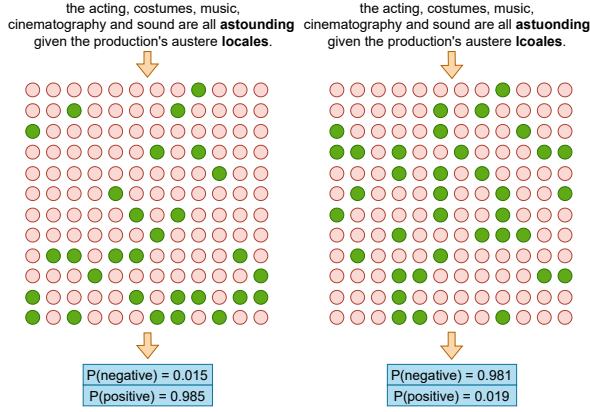 the acting, costumes, music,
cinematography and sound are all astounding
given the production's austere locales.
P(negative) = 0.015
P(positive) = 0.985
the acting, costumes, music,
cinematography and sound are all astuonding
given the production's austere lcoales.
P(negative) = 0.981
P(positive) = 0.019